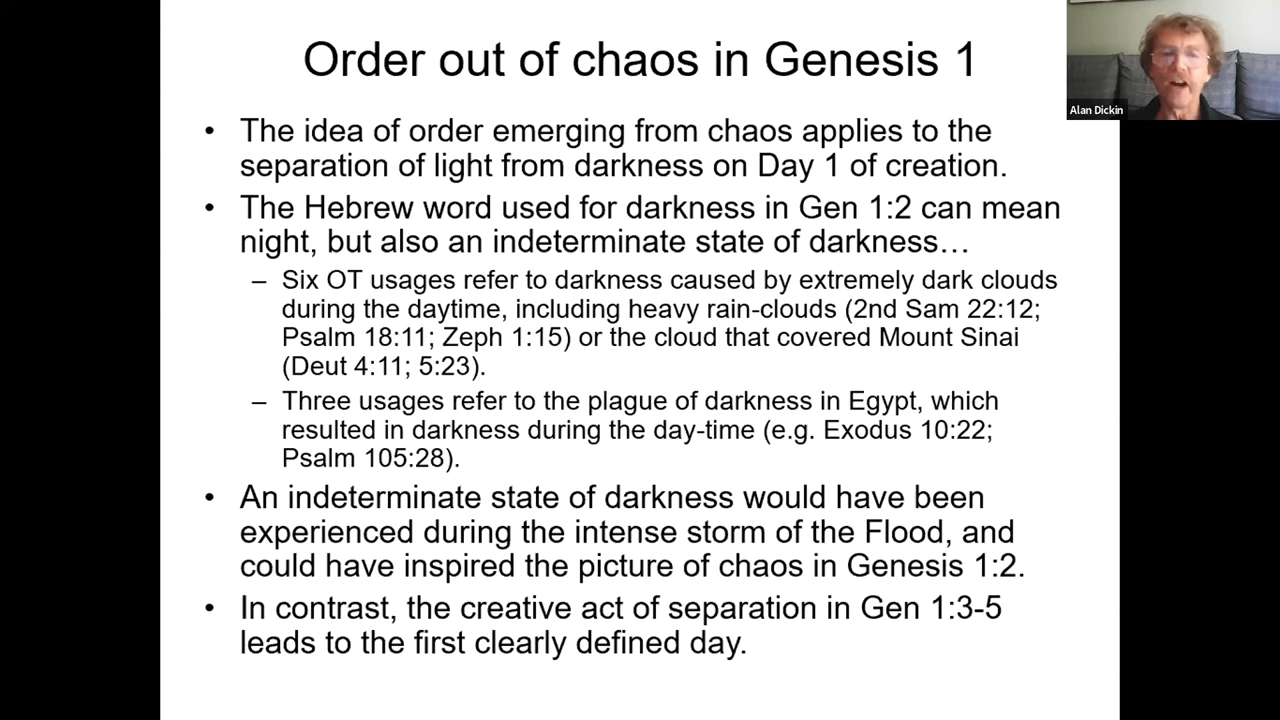 Order out of chaos in Genesis 1
Alan Dickin
• The idea of order emerging from chaos applies to the
separation of light from darkness on Day 1 of creation.
• The Hebrew word used for darkness in Gen 1:2 can mean
night, but also an indeterminate state of darkness…
– Six OT usages refer to darkness caused by extremely dark clouds
during the daytime, including heavy rain-clouds (2nd Sam 22:12;
Psalm 18:11; Zeph 1:15) or the cloud that covered Mount Sinai
(Deut 4:11; 5:23).
– Three usages refer to the plague of darkness in Egypt, which
resulted in darkness during the day-time (e.g. Exodus 10:22;
Psalm 105:28).
• An indeterminate state of darkness would have been
experienced during the intense storm of the Flood, and
could have inspired the picture of chaos in Genesis 1:2.
• In contrast, the creative act of separation in Gen 1:3-5
leads to the first clearly defined day.